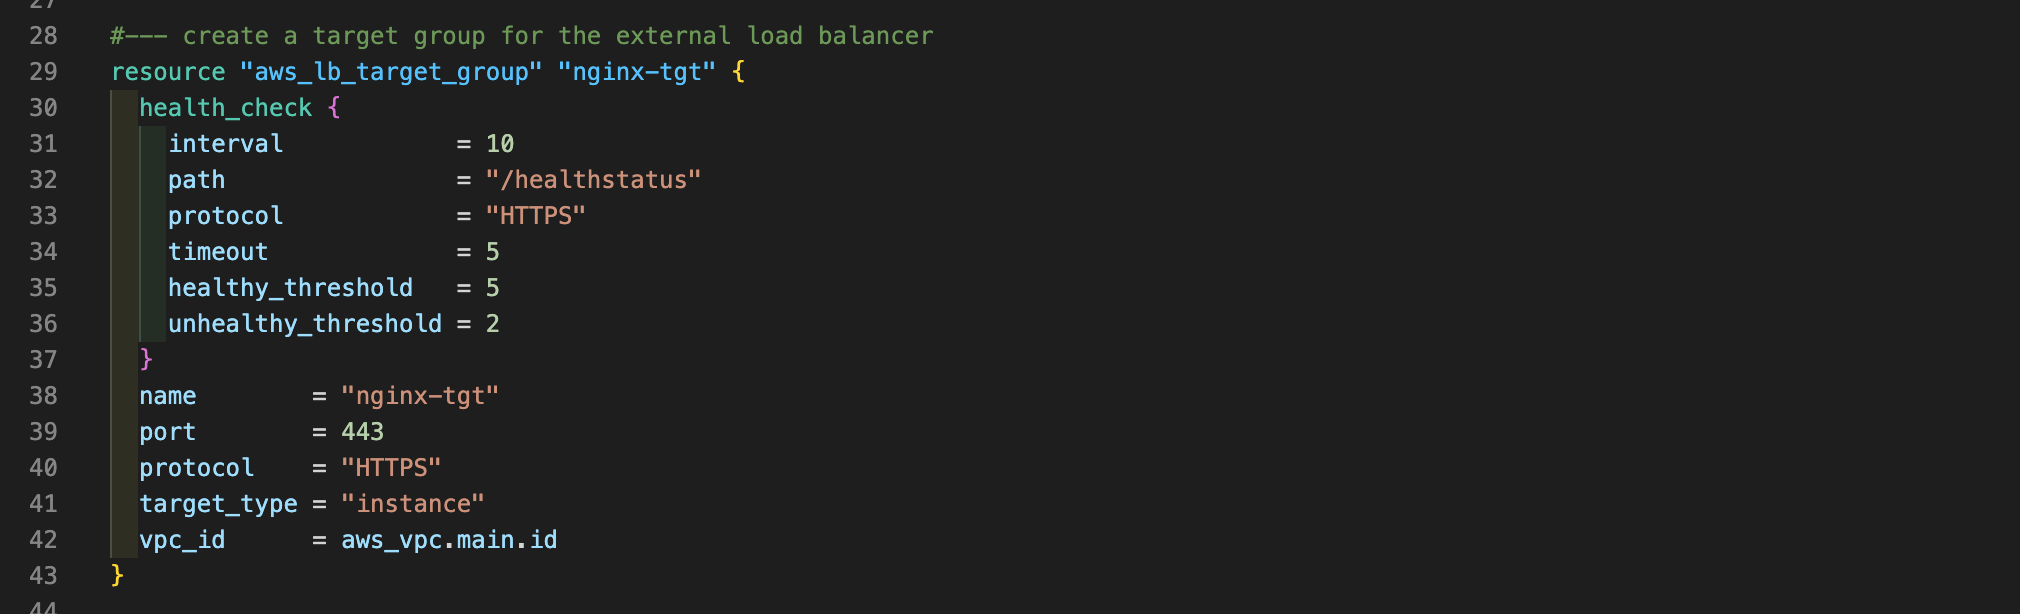 27
28 #--- create a target group for the external load balancer
29 resource "aws_lb_target_group" "nginx-tgt" {
30   health_check {
31     interval            = 10
32     path                = "/healthstatus"
33     protocol            = "HTTPS"
34     timeout             = 5
35     healthy_threshold   = 5
36     unhealthy_threshold = 2
37   }
38   name        = "nginx-tgt"
39   port        = 443
40   protocol    = "HTTPS"
41   target_type = "instance"
42   vpc_id      = aws_vpc.main.id
43 }
44